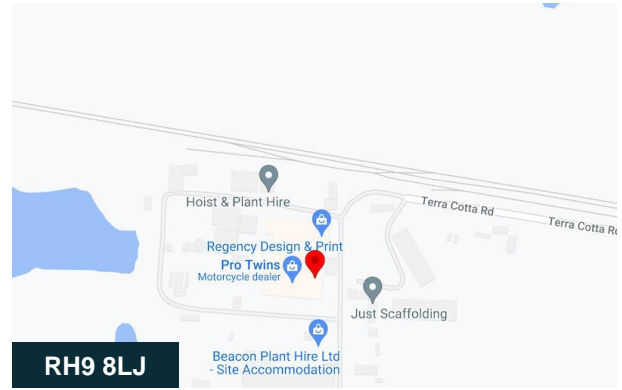 Hoist & Plant Hire
Terra Cotta Rd
Terra Cotta Rd
Regency Design & Print
Pro Twins
Motorcycle dealer
Just Scaffolding
Beacon Plant Hire Ltd
- Site Accommodation
RH9 8LJ